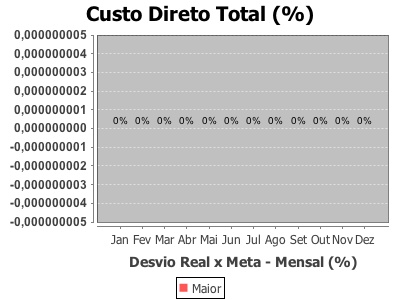 Custo Direto Total (%)
0,000000005
0,000000004
0,000000003
0,000000002
0,000000001
0,000000000
-0,000000001
-0,000000002
-0,000000003
-0,000000004
-0,000000005
0% 0% 0% 0% 0% 0% 0% 0% 0% 0% 0% 0%
Jan Fev Mar Abr Mai Jun Jul Ago Set Out Nov Dez
Desvio Real x Meta - Mensal (%)
Maior